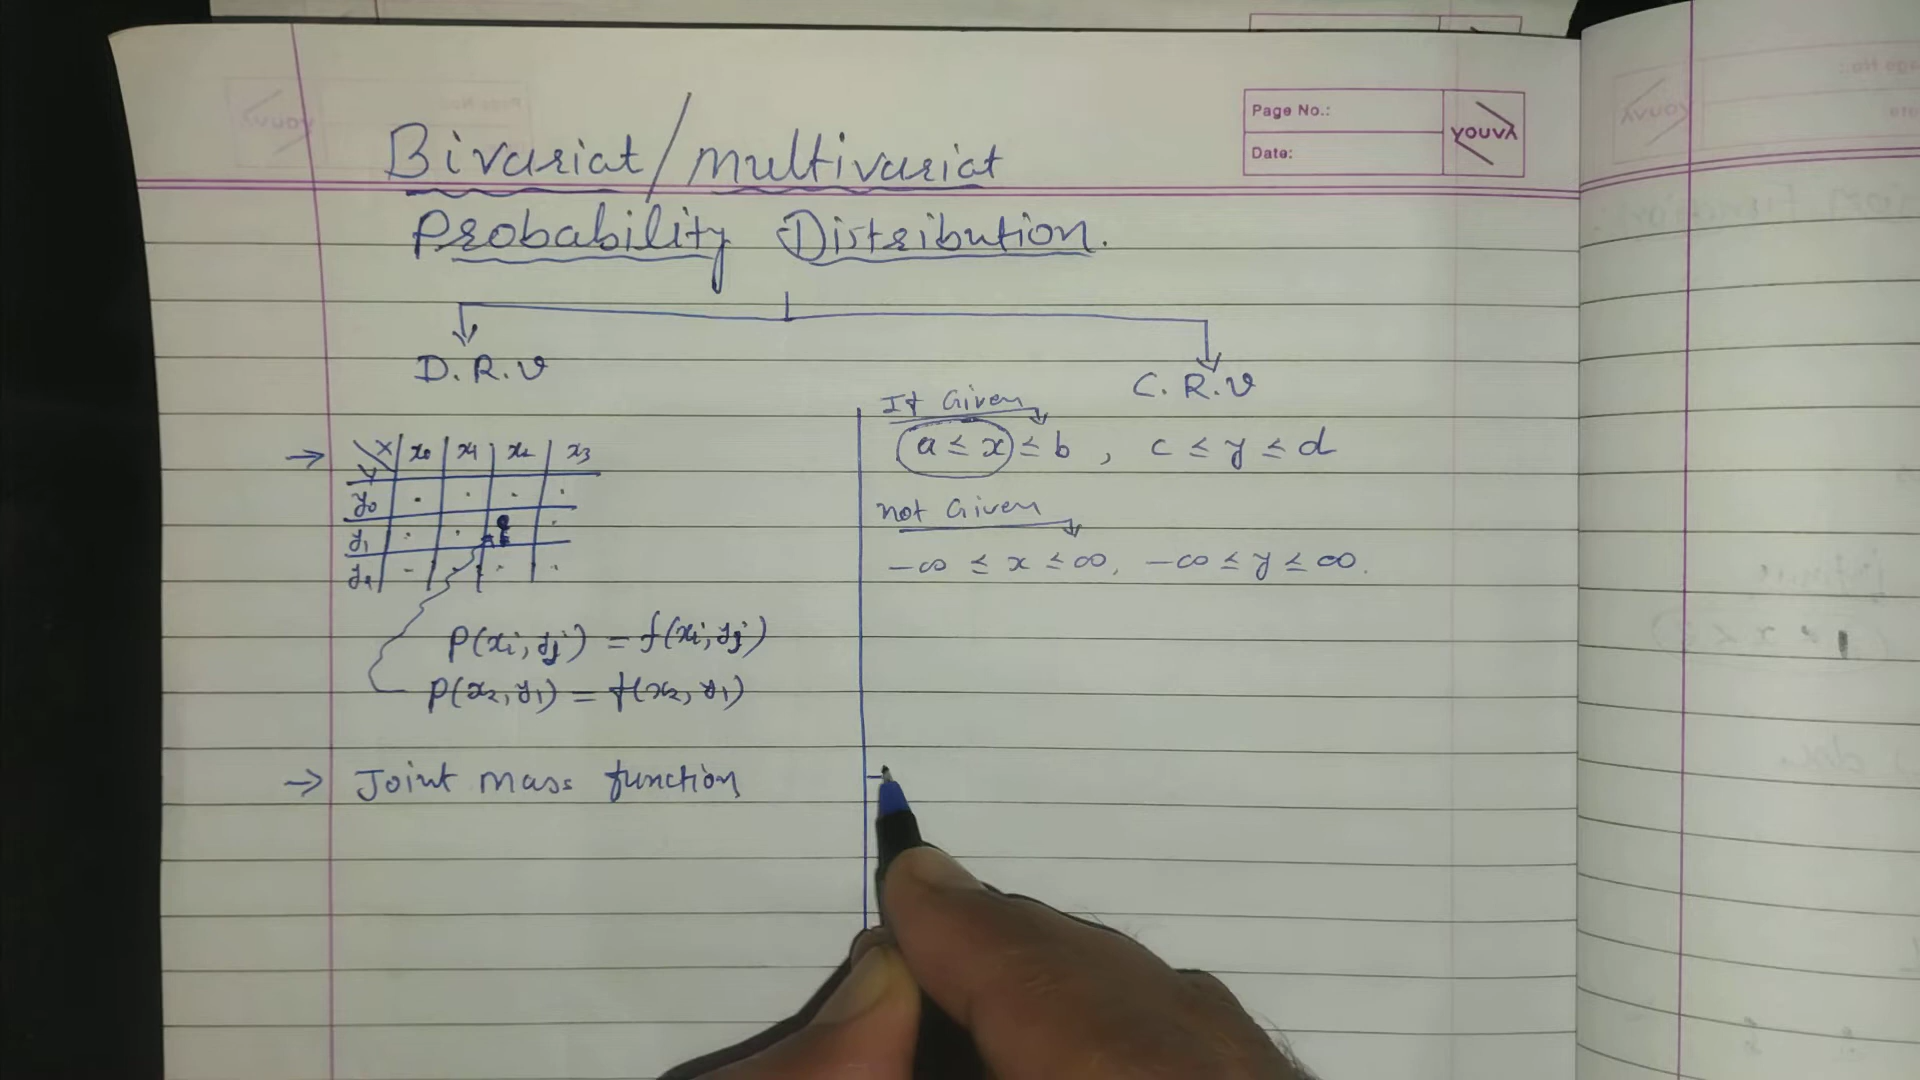 Page No.:
Date:
YOUVA
Bivariat/multivariat
Probability Distribution.
D.R.V
C.R.V
X x₀ x₁ x₂ x₃
Y
y₀
y₁
y₂
P(xi, yj) = f(xi, yj)
P(x₂, y₁) = f(x₂, y₁)
→ Joint mass function
If Given
a ≤ x ≤ b , c ≤ y ≤ d
not Given
-∞ ≤ x ≤ ∞, -∞ ≤ y ≤ ∞.